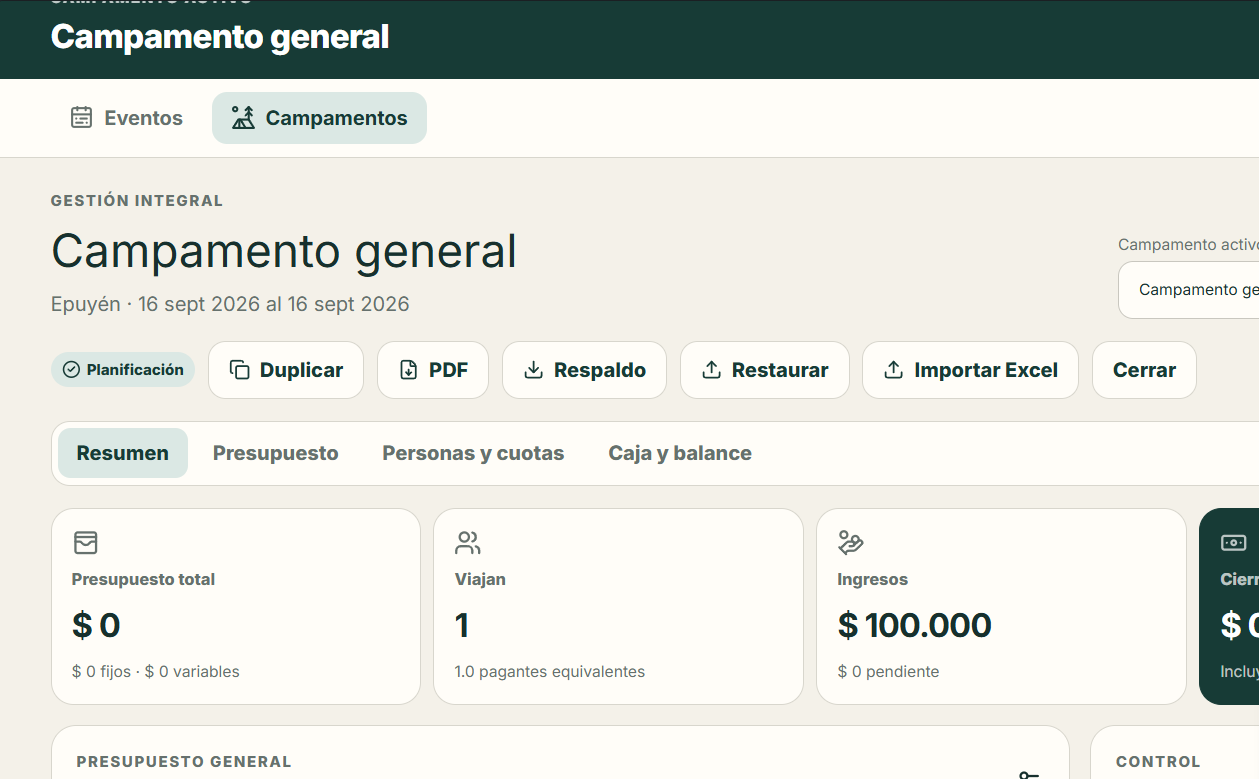 Campamento general
Eventos
Campamentos
GESTIÓN INTEGRAL
Campamento general
Epuyén · 16 sept 2026 al 16 sept 2026
Campamento
Campamento
Planificación
Duplicar
PDF
Respaldo
Restaurar
Importar Excel
Cerrar
Resumen
Presupuesto
Personas y cuotas
Caja y balance
Presupuesto total
$ 0
$ 0 fijos · $ 0 variables
Viajan
1
1.0 pagantes equivalentes
Ingresos
$ 100.000
$ 0 pendiente
$
PRESUPUESTO GENERAL
CONTROL